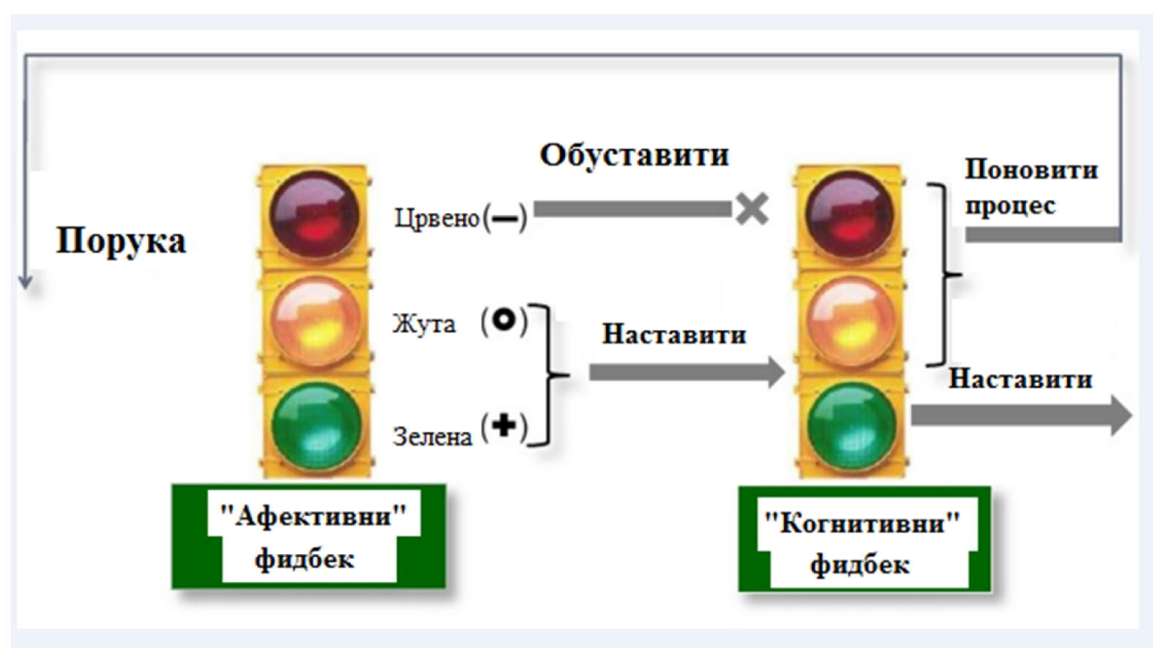 Порука
Обуставити
Црвено (–)
Жута (о)
Зелена (+)
Наставити
Поновити
процес
Наставити
"Афективни"
фидбек
"Когнитивни"
фидбек